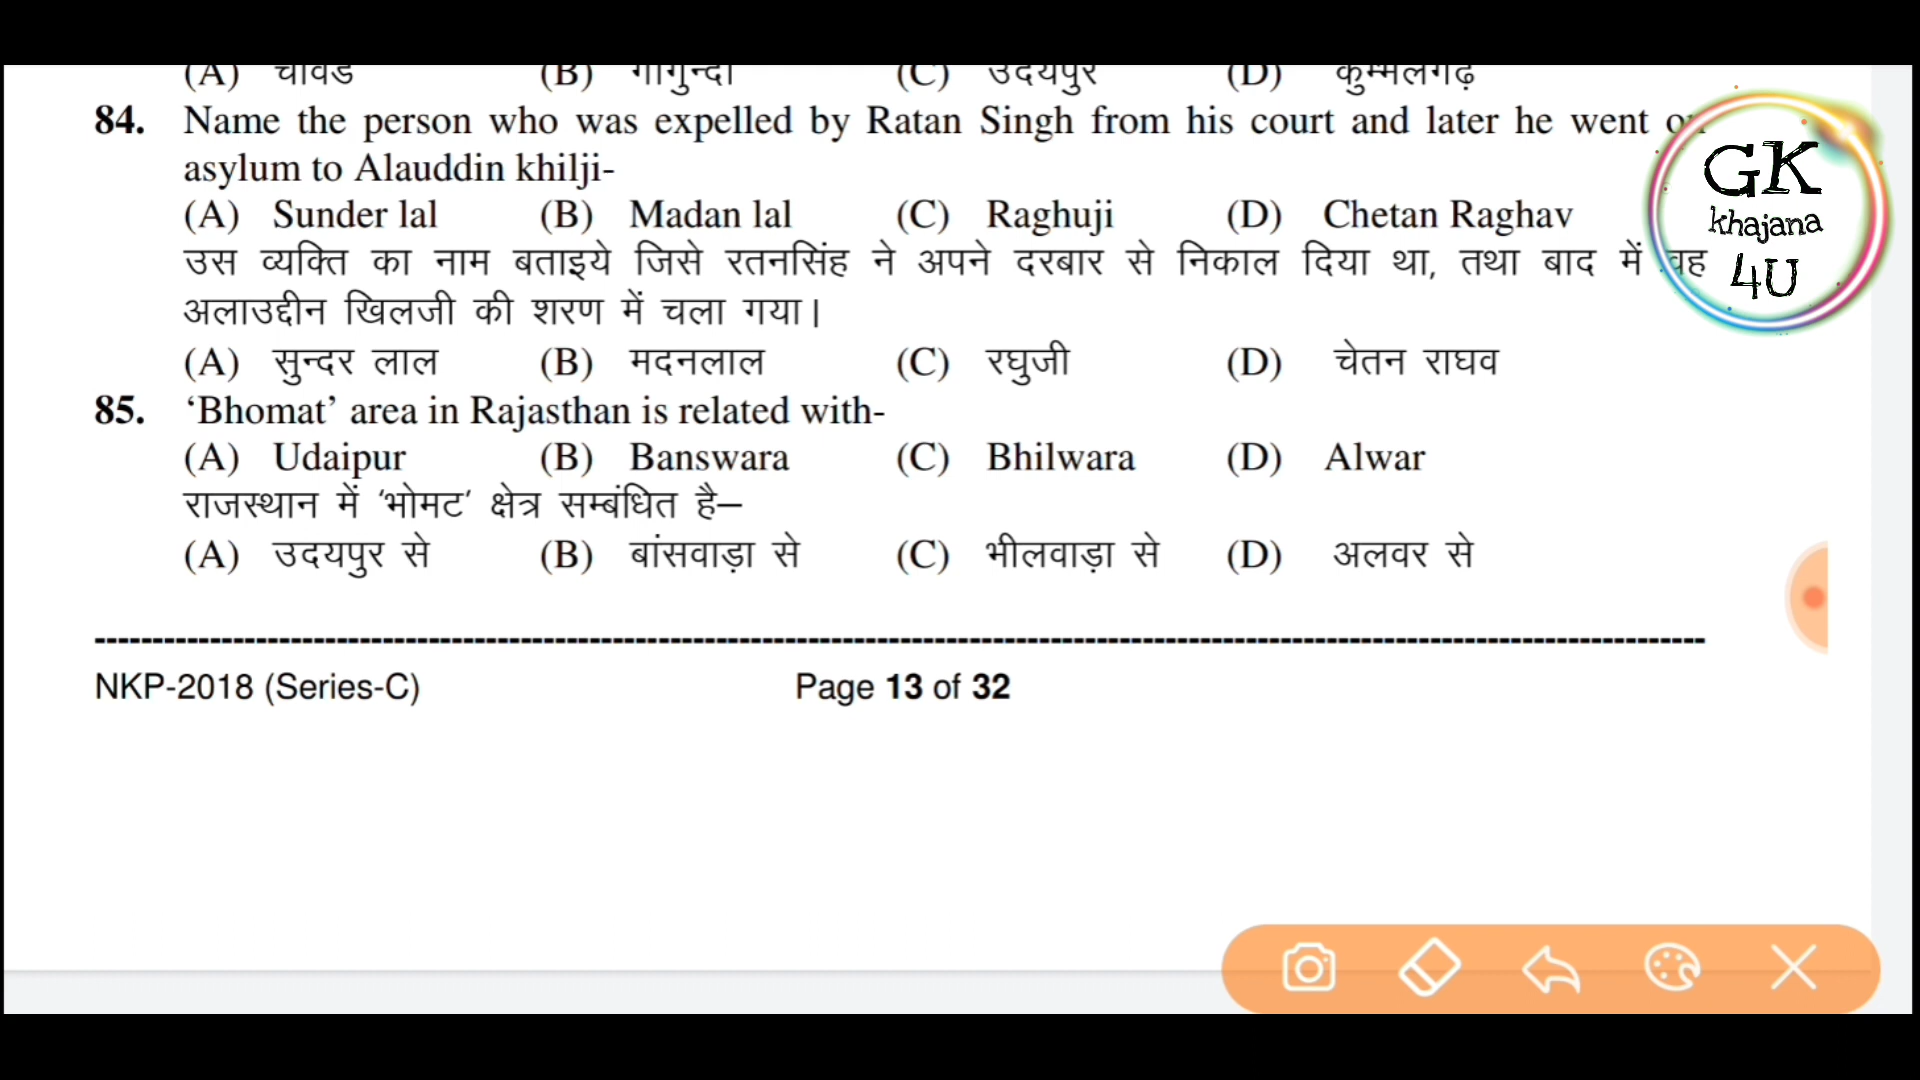 (A) चावंड (B) गोगुन्दा (C) उदयपुर (D) कुम्भलगढ़
84. Name the person who was expelled by Ratan Singh from his court and later he went on
asylum to Alauddin khilji-
(A) Sunder lal (B) Madan lal (C) Raghuji (D) Chetan Raghav
उस व्यक्ति का नाम बताइये जिसे रतनसिंह ने अपने दरबार से निकाल दिया था, तथा बाद में वह
अलाउद्दीन खिलजी की शरण में चला गया।
(A) सुन्दर लाल (B) मदनलाल (C) रघुजी (D) चेतन राघव
85. ‘Bhomat’ area in Rajasthan is related with-
(A) Udaipur (B) Banswara (C) Bhilwara (D) Alwar
राजस्थान में ‘भोमट’ क्षेत्र सम्बंधित है–
(A) उदयपुर से (B) बांसवाड़ा से (C) भीलवाड़ा से (D) अलवर से
NKP-2018 (Series-C) Page 13 of 32
GK
khajana
4U